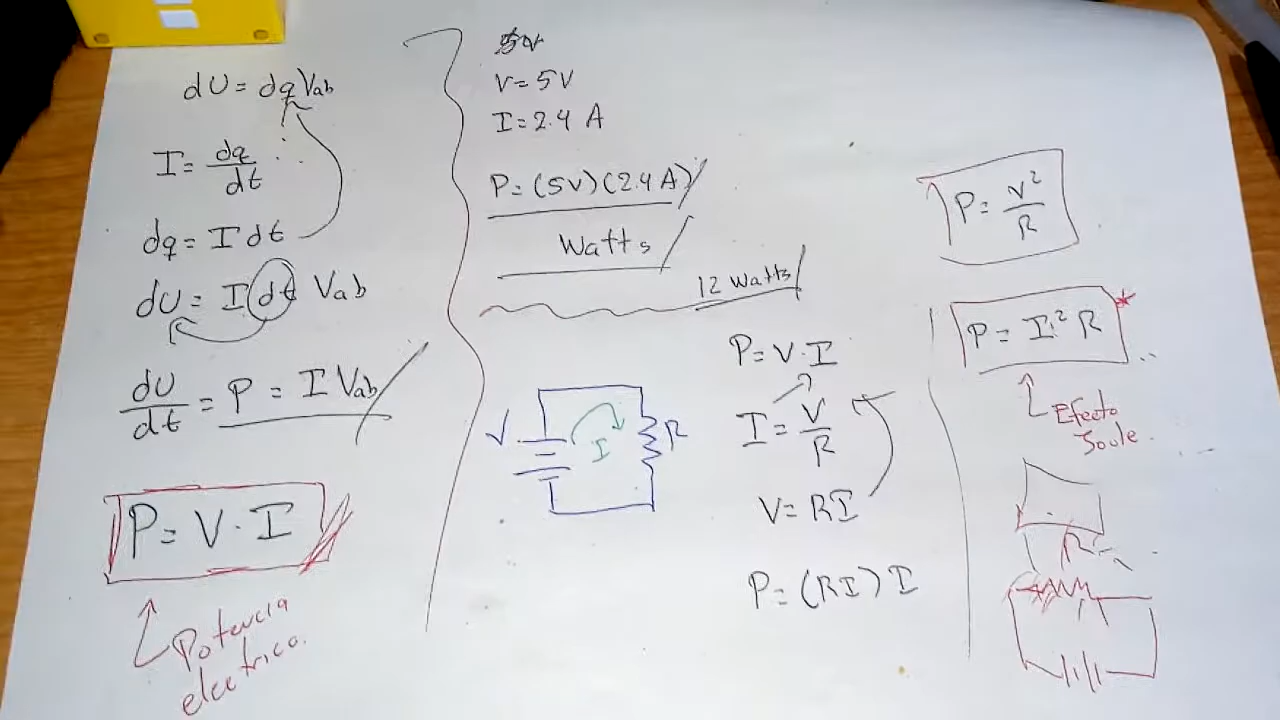 dU = dq Vab
I = dq/dt ∴
dq = I dt
dU = I dt Vab
dU/dt = P = I Vab
P = V · I
Potencia
electrica.
V = 5V
I = 2.4 A
P = (5V)(2.4 A)
Watts
12 Watts
V
I
R
P = V · I
I = V/R
V = RI
P = (RI) I
P = V²/R
P = I² R *
Efecto
Joule.
R